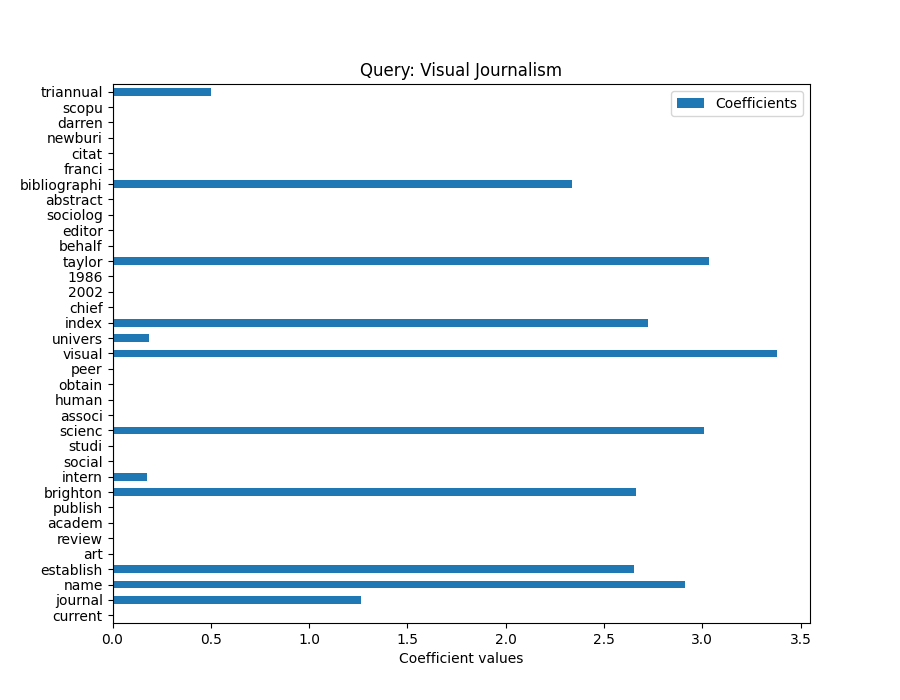 Query: Visual Journalism
Coefficients
triannual
scopu
darren
newburi
citat
franci
bibliographi
abstract
sociolog
editor
behalf
taylor
1986
2002
chief
index
univers
visual
peer
obtain
human
associ
scienc
studi
social
intern
brighton
publish
academ
review
art
establish
name
journal
current
0.0 0.5 1.0 1.5 2.0 2.5 3.0 3.5
Coefficient values